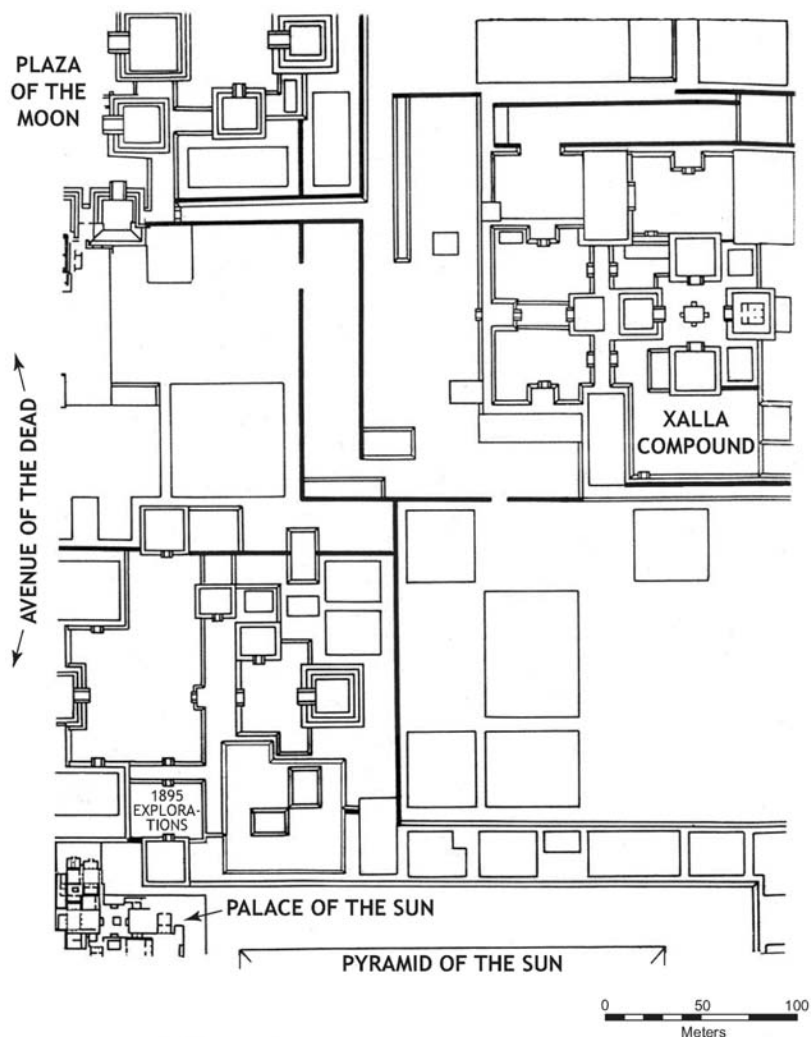 PLAZA
OF THE
MOON
AVENUE OF THE DEAD
XALLA
COMPOUND
1895
EXPLORA-
TIONS
PALACE OF THE SUN
PYRAMID OF THE SUN
0 50 100
Meters